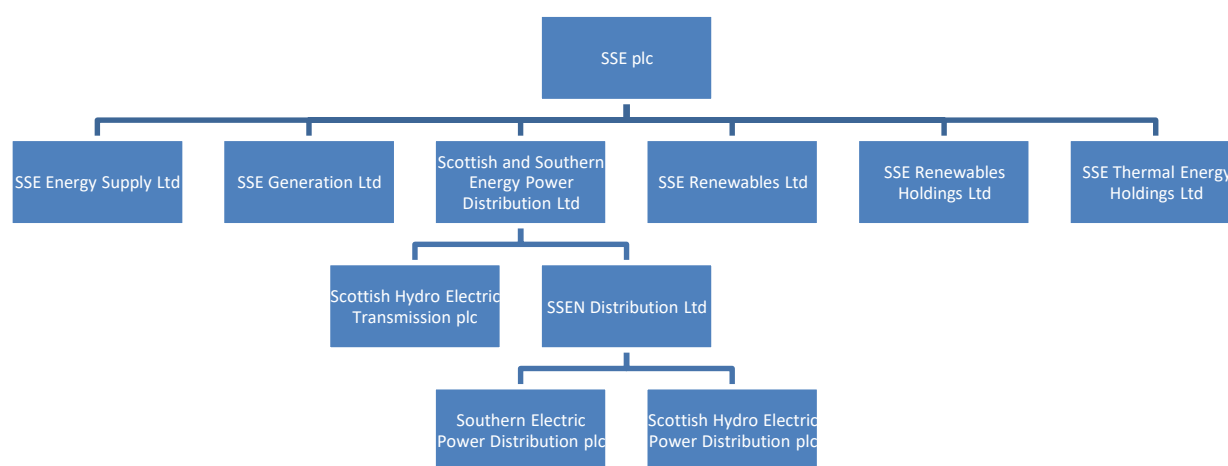 SSE plc
SSE Energy Supply Ltd
SSE Generation Ltd
Scottish and Southern
Energy Power
Distribution Ltd
SSE Renewables Ltd
SSE Renewables
Holdings Ltd
SSE Thermal Energy
Holdings Ltd
Scottish Hydro Electric
Transmission plc
SSEN Distribution Ltd
Southern Electric
Power Distribution plc
Scottish Hydro Electric
Power Distribution plc